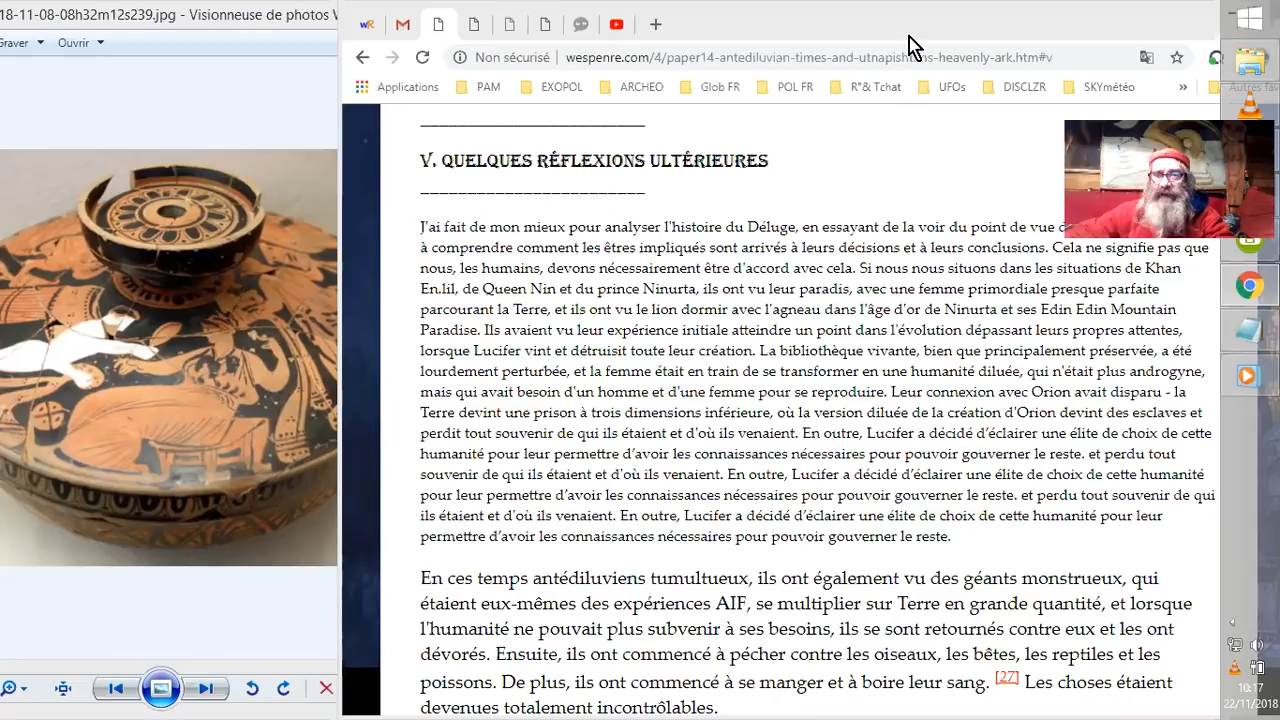 18-11-08-08h32m12s239.jpg - Visionneuse de photos W
Graver
Ouvrir
wR
Non sécurisé
wespenre.com/4/paper14-antediluvian-times-and-utnapishtims-heavenly-ark.htm#v
Applications
PAM
EXOPOL
ARCHEO
Glob FR
POL FR
R°& Tchat
UFOs
DISCLZR
SKYmétéo
»
Autres fav
V. QUELQUES RÉFLEXIONS ULTÉRIEURES
J'ai fait de mon mieux pour analyser l'histoire du Déluge, en essayant de la voir du point de vue
à comprendre comment les êtres impliqués sont arrivés à leurs décisions et à leurs conclusions. Cela ne signifie pas que
nous, les humains, devons nécessairement être d'accord avec cela. Si nous nous situons dans les situations de Khan
En.lil, de Queen Nin et du prince Ninurta, ils ont vu leur paradis, avec une femme primordiale presque parfaite
parcourant la Terre, et ils ont vu le lion dormir avec l'agneau dans l'âge d'or de Ninurta et ses Edin Edin Mountain
Paradise. Ils avaient vu leur expérience initiale atteindre un point dans l'évolution dépassant leurs propres attentes,
lorsque Lucifer vint et détruisit toute leur création. La bibliothèque vivante, bien que principalement préservée, a été
lourdement perturbée, et la femme était en train de se transformer en une humanité diluée, qui n'était plus androgyne,
mais qui avait besoin d'un homme et d'une femme pour se reproduire. Leur connexion avec Orion avait disparu - la
Terre devint une prison à trois dimensions inférieure, où la version diluée de la création d'Orion devint des esclaves et
perdit tout souvenir de qui ils étaient et d'où ils venaient. En outre, Lucifer a décidé d’éclairer une élite de choix de cette
humanité pour leur permettre d’avoir les connaissances nécessaires pour pouvoir gouverner le reste. et perdu tout
souvenir de qui ils étaient et d'où ils venaient. En outre, Lucifer a décidé d’éclairer une élite de choix de cette humanité
pour leur permettre d’avoir les connaissances nécessaires pour pouvoir gouverner le reste. et perdu tout souvenir de qui
ils étaient et d'où ils venaient. En outre, Lucifer a décidé d’éclairer une élite de choix de cette humanité pour leur
permettre d’avoir les connaissances nécessaires pour pouvoir gouverner le reste.
En ces temps antédiluviens tumultueux, ils ont également vu des géants monstrueux, qui
étaient eux-mêmes des expériences AIF, se multiplier sur Terre en grande quantité, et lorsque
l'humanité ne pouvait plus subvenir à ses besoins, ils se sont retournés contre eux et les ont
dévorés. Ensuite, ils ont commencé à pécher contre les oiseaux, les bêtes, les reptiles et les
poissons. De plus, ils ont commencé à se manger et à boire leur sang. [27] Les choses étaient
devenues totalement incontrôlables.
10:17
22/11/2018